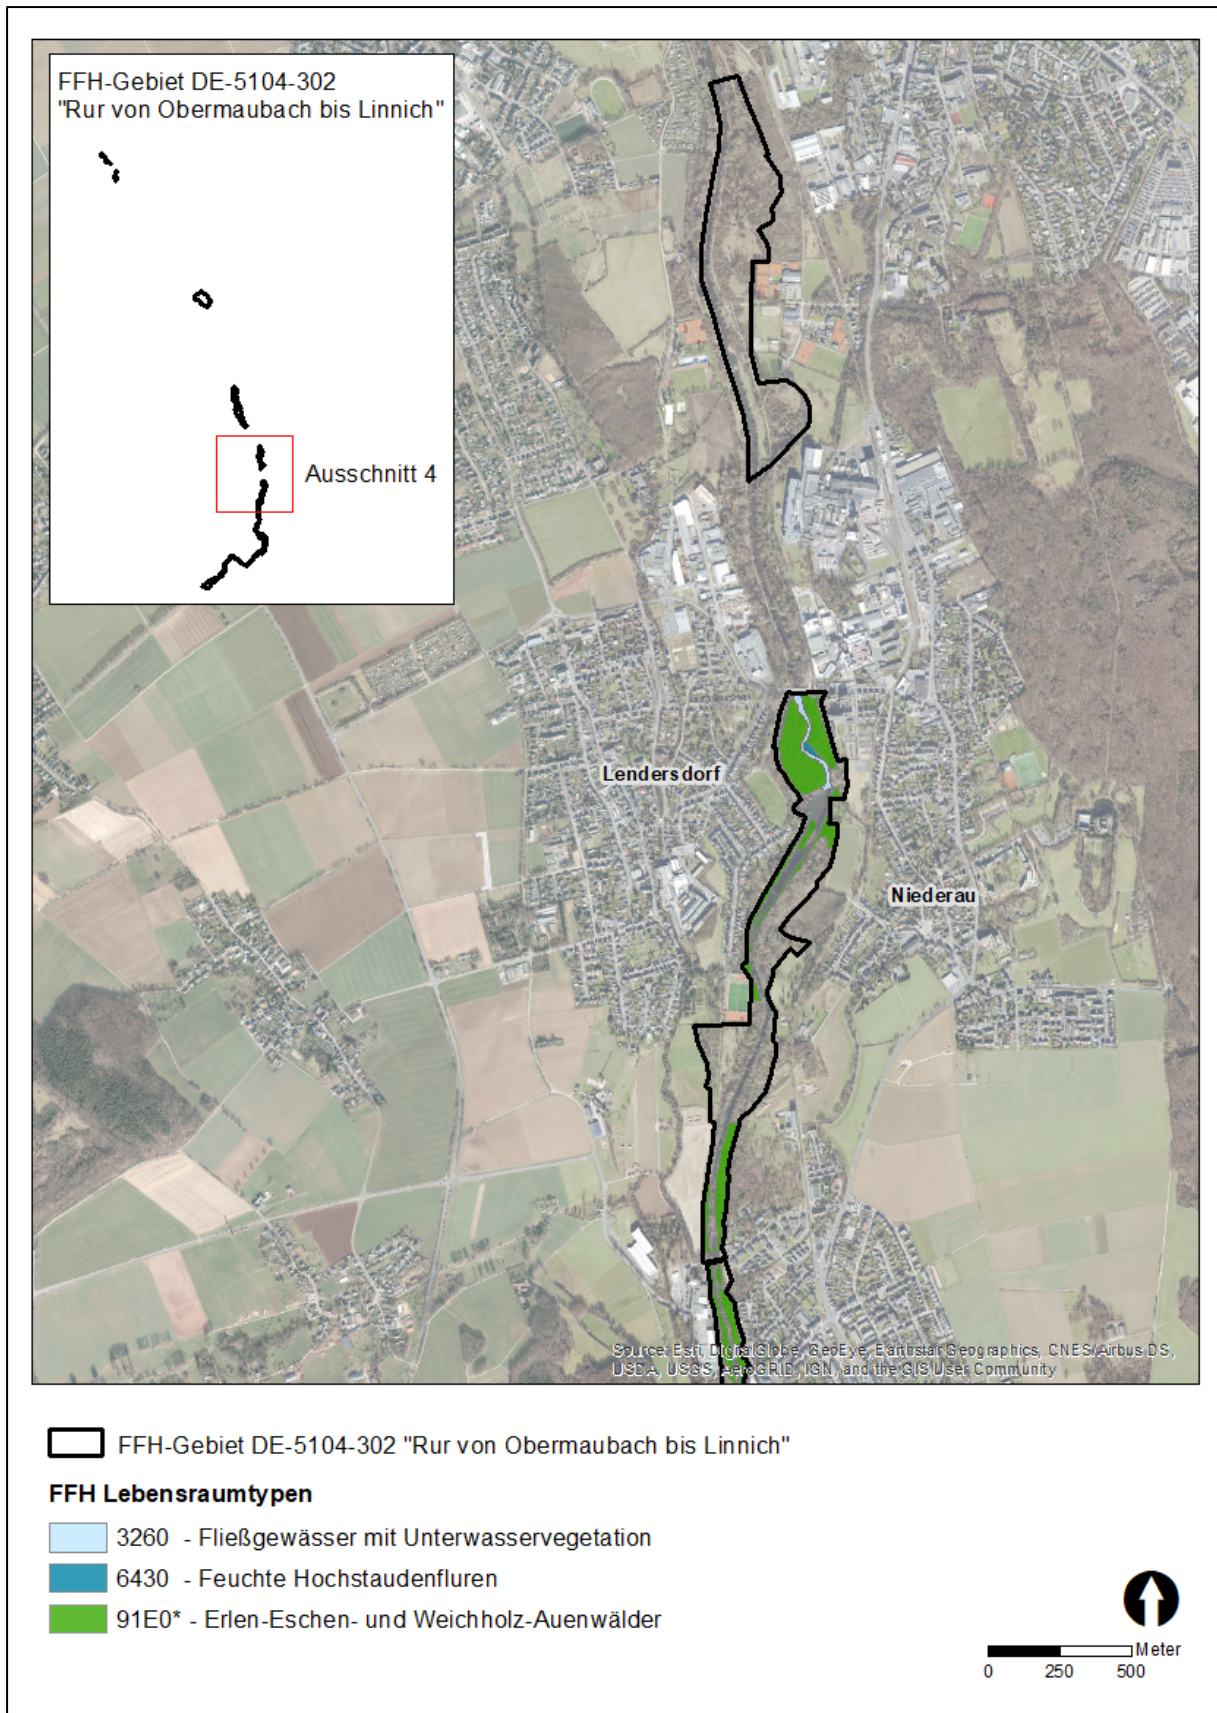 FFH-Gebiet DE-5104-302
"Rur von Obermaubach bis Linnich"
Ausschnitt 4
Lendersdorf
Niederau
Source: Esri, DigitalGlobe, GeoEye, Earthstar Geographics, CNES/Airbus DS,
USDA, USGS, AeroGRID, IGN, and the GIS User Community
FFH-Gebiet DE-5104-302 "Rur von Obermaubach bis Linnich"
FFH Lebensraumtypen
3260 - Fließgewässer mit Unterwasservegetation
6430 - Feuchte Hochstaudenfluren
91E0* - Erlen-Eschen- und Weichholz-Auenwälder
Meter
0 250 500